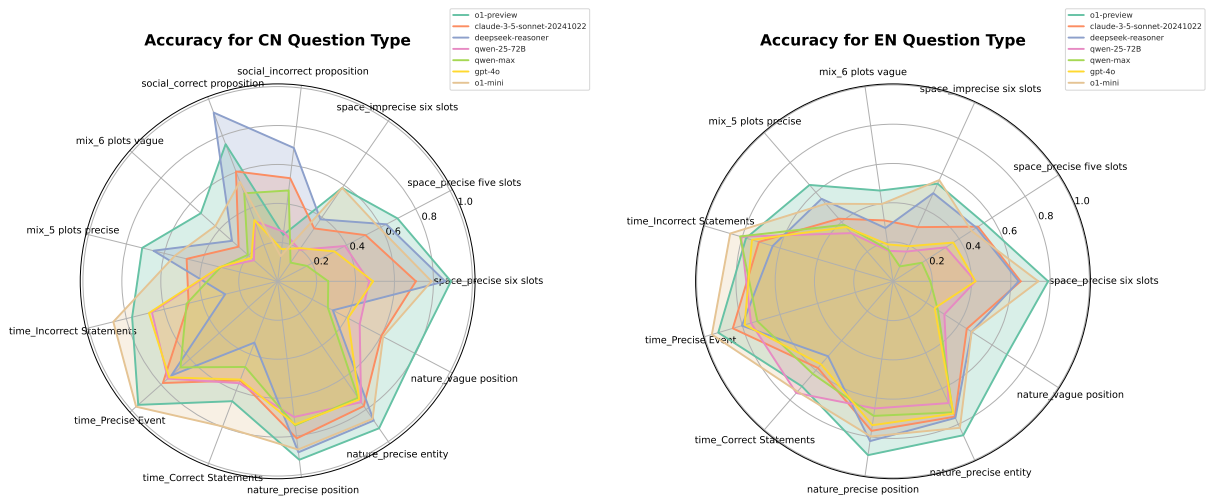 Accuracy for CN Question Type
o1-preview
claude-3-5-sonnet-20241022
deepseek-reasoner
qwen-25-72B
qwen-max
gpt-4o
o1-mini
social_incorrect proposition
social_correct proposition
space_imprecise six slots
mix_6 plots vague
space_precise five slots
1.0
0.8
0.6
0.4
0.2
mix_5 plots precise
space_precise six slots
time_Incorrect Statements
nature_vague position
time_Precise Event
nature_precise entity
time_Correct Statements
nature_precise position
Accuracy for EN Question Type
o1-preview
claude-3-5-sonnet-20241022
deepseek-reasoner
qwen-25-72B
qwen-max
gpt-4o
o1-mini
mix_6 plots vague
space_imprecise six slots
mix_5 plots precise
space_precise five slots
1.0
0.8
0.6
0.4
0.2
time_Incorrect Statements
space_precise six slots
time_Precise Event
nature_vague position
time_Correct Statements
nature_precise entity
nature_precise position